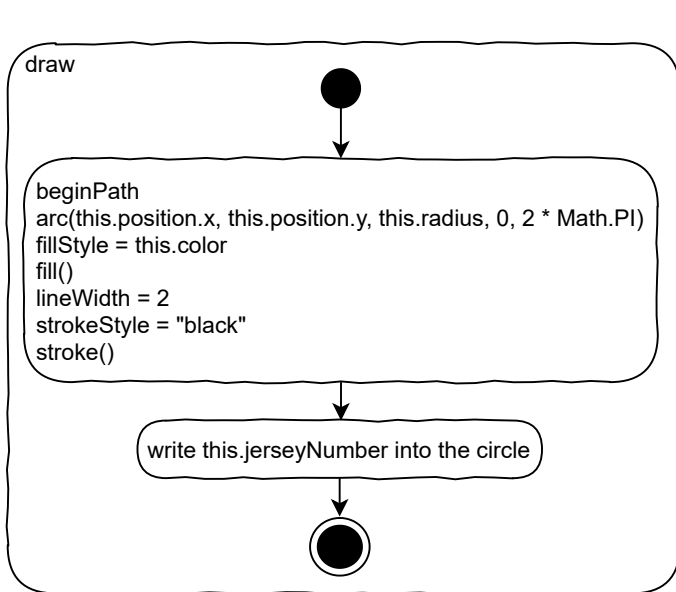 draw
beginPath
arc(this.position.x, this.position.y, this.radius, 0, 2 * Math.PI)
fillStyle = this.color
fill()
lineWidth = 2
strokeStyle = "black"
stroke()
write this.jerseyNumber into the circle